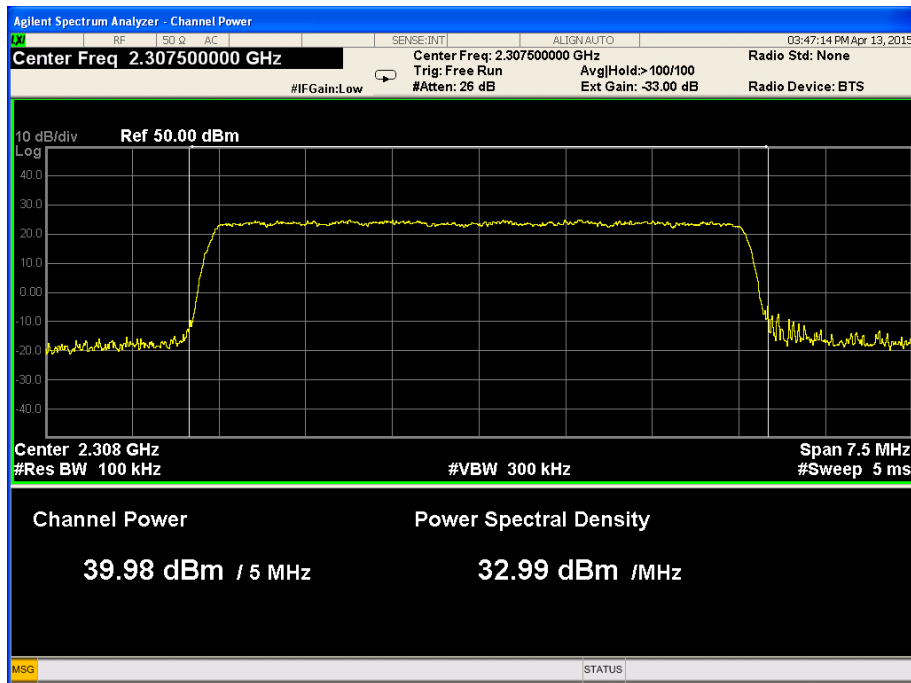 Agilent Spectrum Analyzer - Channel Power
LXI RF 50 Ω AC SENSE:INT ALIGN AUTO 03:47:14 PM Apr 13, 2015
Center Freq 2.307500000 GHz
Center Freq: 2.307500000 GHz
Radio Std: None
Trig: Free Run Avg|Hold:>100/100
#IFGain:Low
#Atten: 26 dB Ext Gain: -33.00 dB Radio Device: BTS
10 dB/div Ref 50.00 dBm
Log
40.0
30.0
20.0
10.0
0.00
-10.0
-20.0
-30.0
-40.0
Center 2.308 GHz Span 7.5 MHz
#Res BW 100 kHz #VBW 300 kHz #Sweep 5 ms
Channel Power Power Spectral Density
39.98 dBm / 5 MHz 32.99 dBm /MHz
MSG STATUS